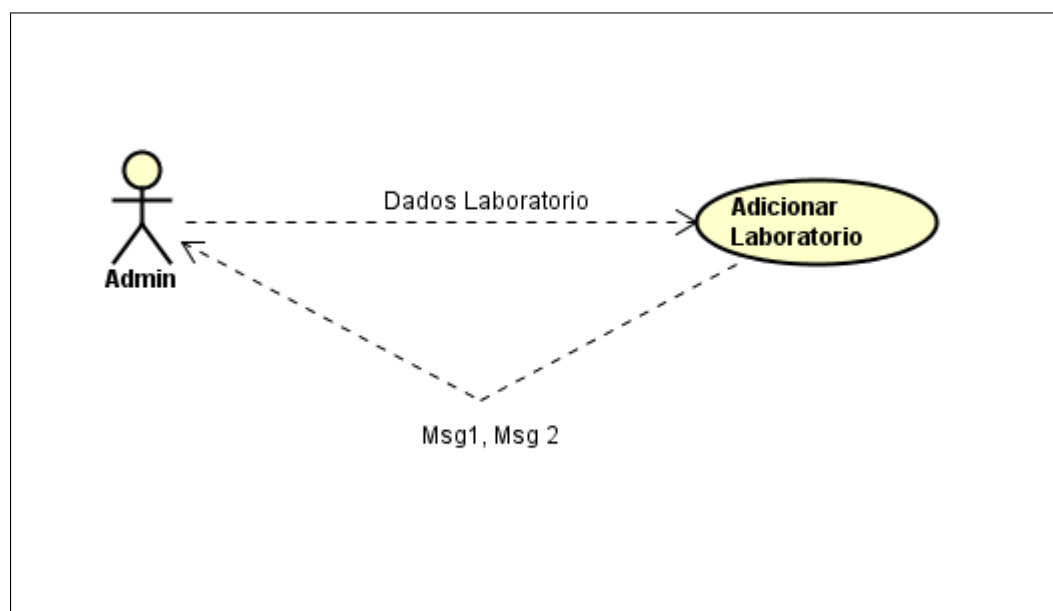 Dados Laboratorio
Adicionar
Laboratorio
Admin
Msg1, Msg 2